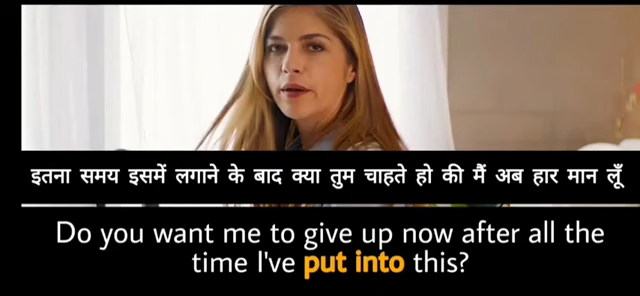 इतना समय इसमें लगाने के बाद क्या तुम चाहते हो की मैं अब हार मान लूँ
Do you want me to give up now after all the
time I've put into this?